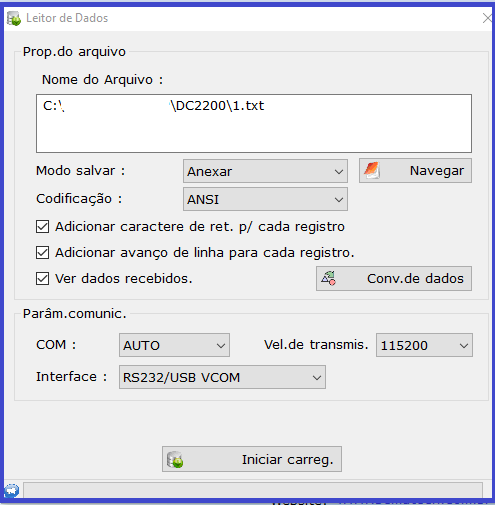 Leitor de Dados
Prop.do arquivo
Nome do Arquivo :
C:\ \DC2200\1.txt
Modo salvar : Anexar Navegar
Codificação : ANSI
Adicionar caractere de ret. p/ cada registro
Adicionar avanço de linha para cada registro.
Ver dados recebidos. Conv.de dados
Parâm.comunic.
COM : AUTO Vel.de transmis. 115200
Interface : RS232/USB VCOM
Iniciar carreg.